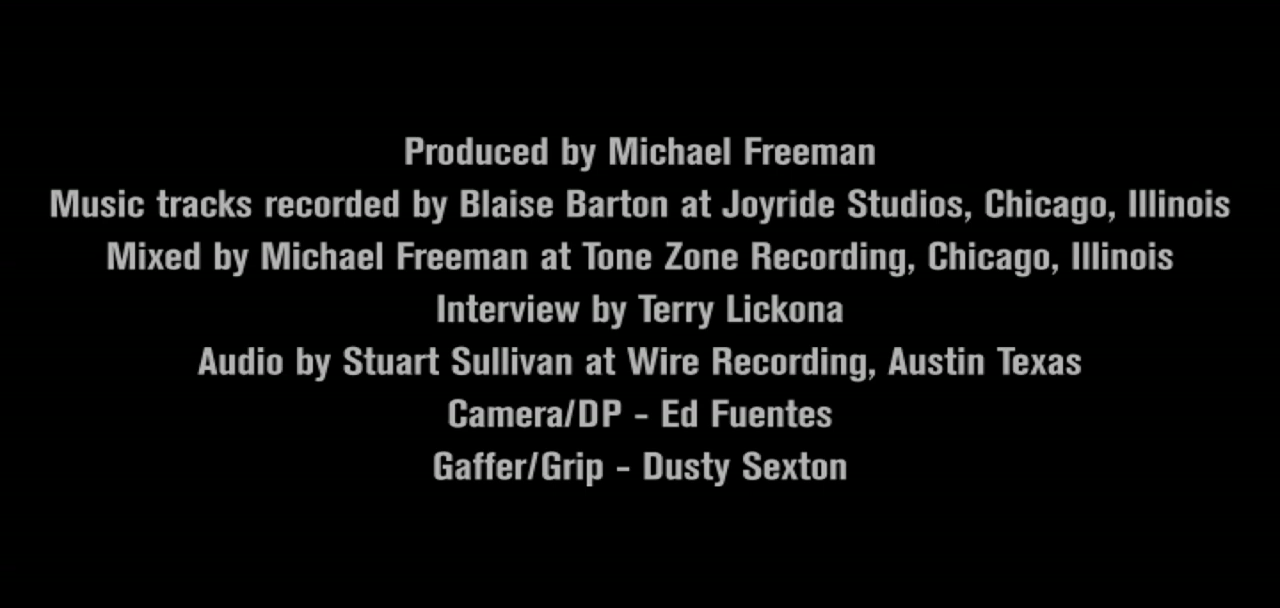 Produced by Michael Freeman
Music tracks recorded by Blaise Barton at Joyride Studios, Chicago, Illinois
Mixed by Michael Freeman at Tone Zone Recording, Chicago, Illinois
Interview by Terry Lickona
Audio by Stuart Sullivan at Wire Recording, Austin Texas
Camera/DP - Ed Fuentes
Gaffer/Grip - Dusty Sexton